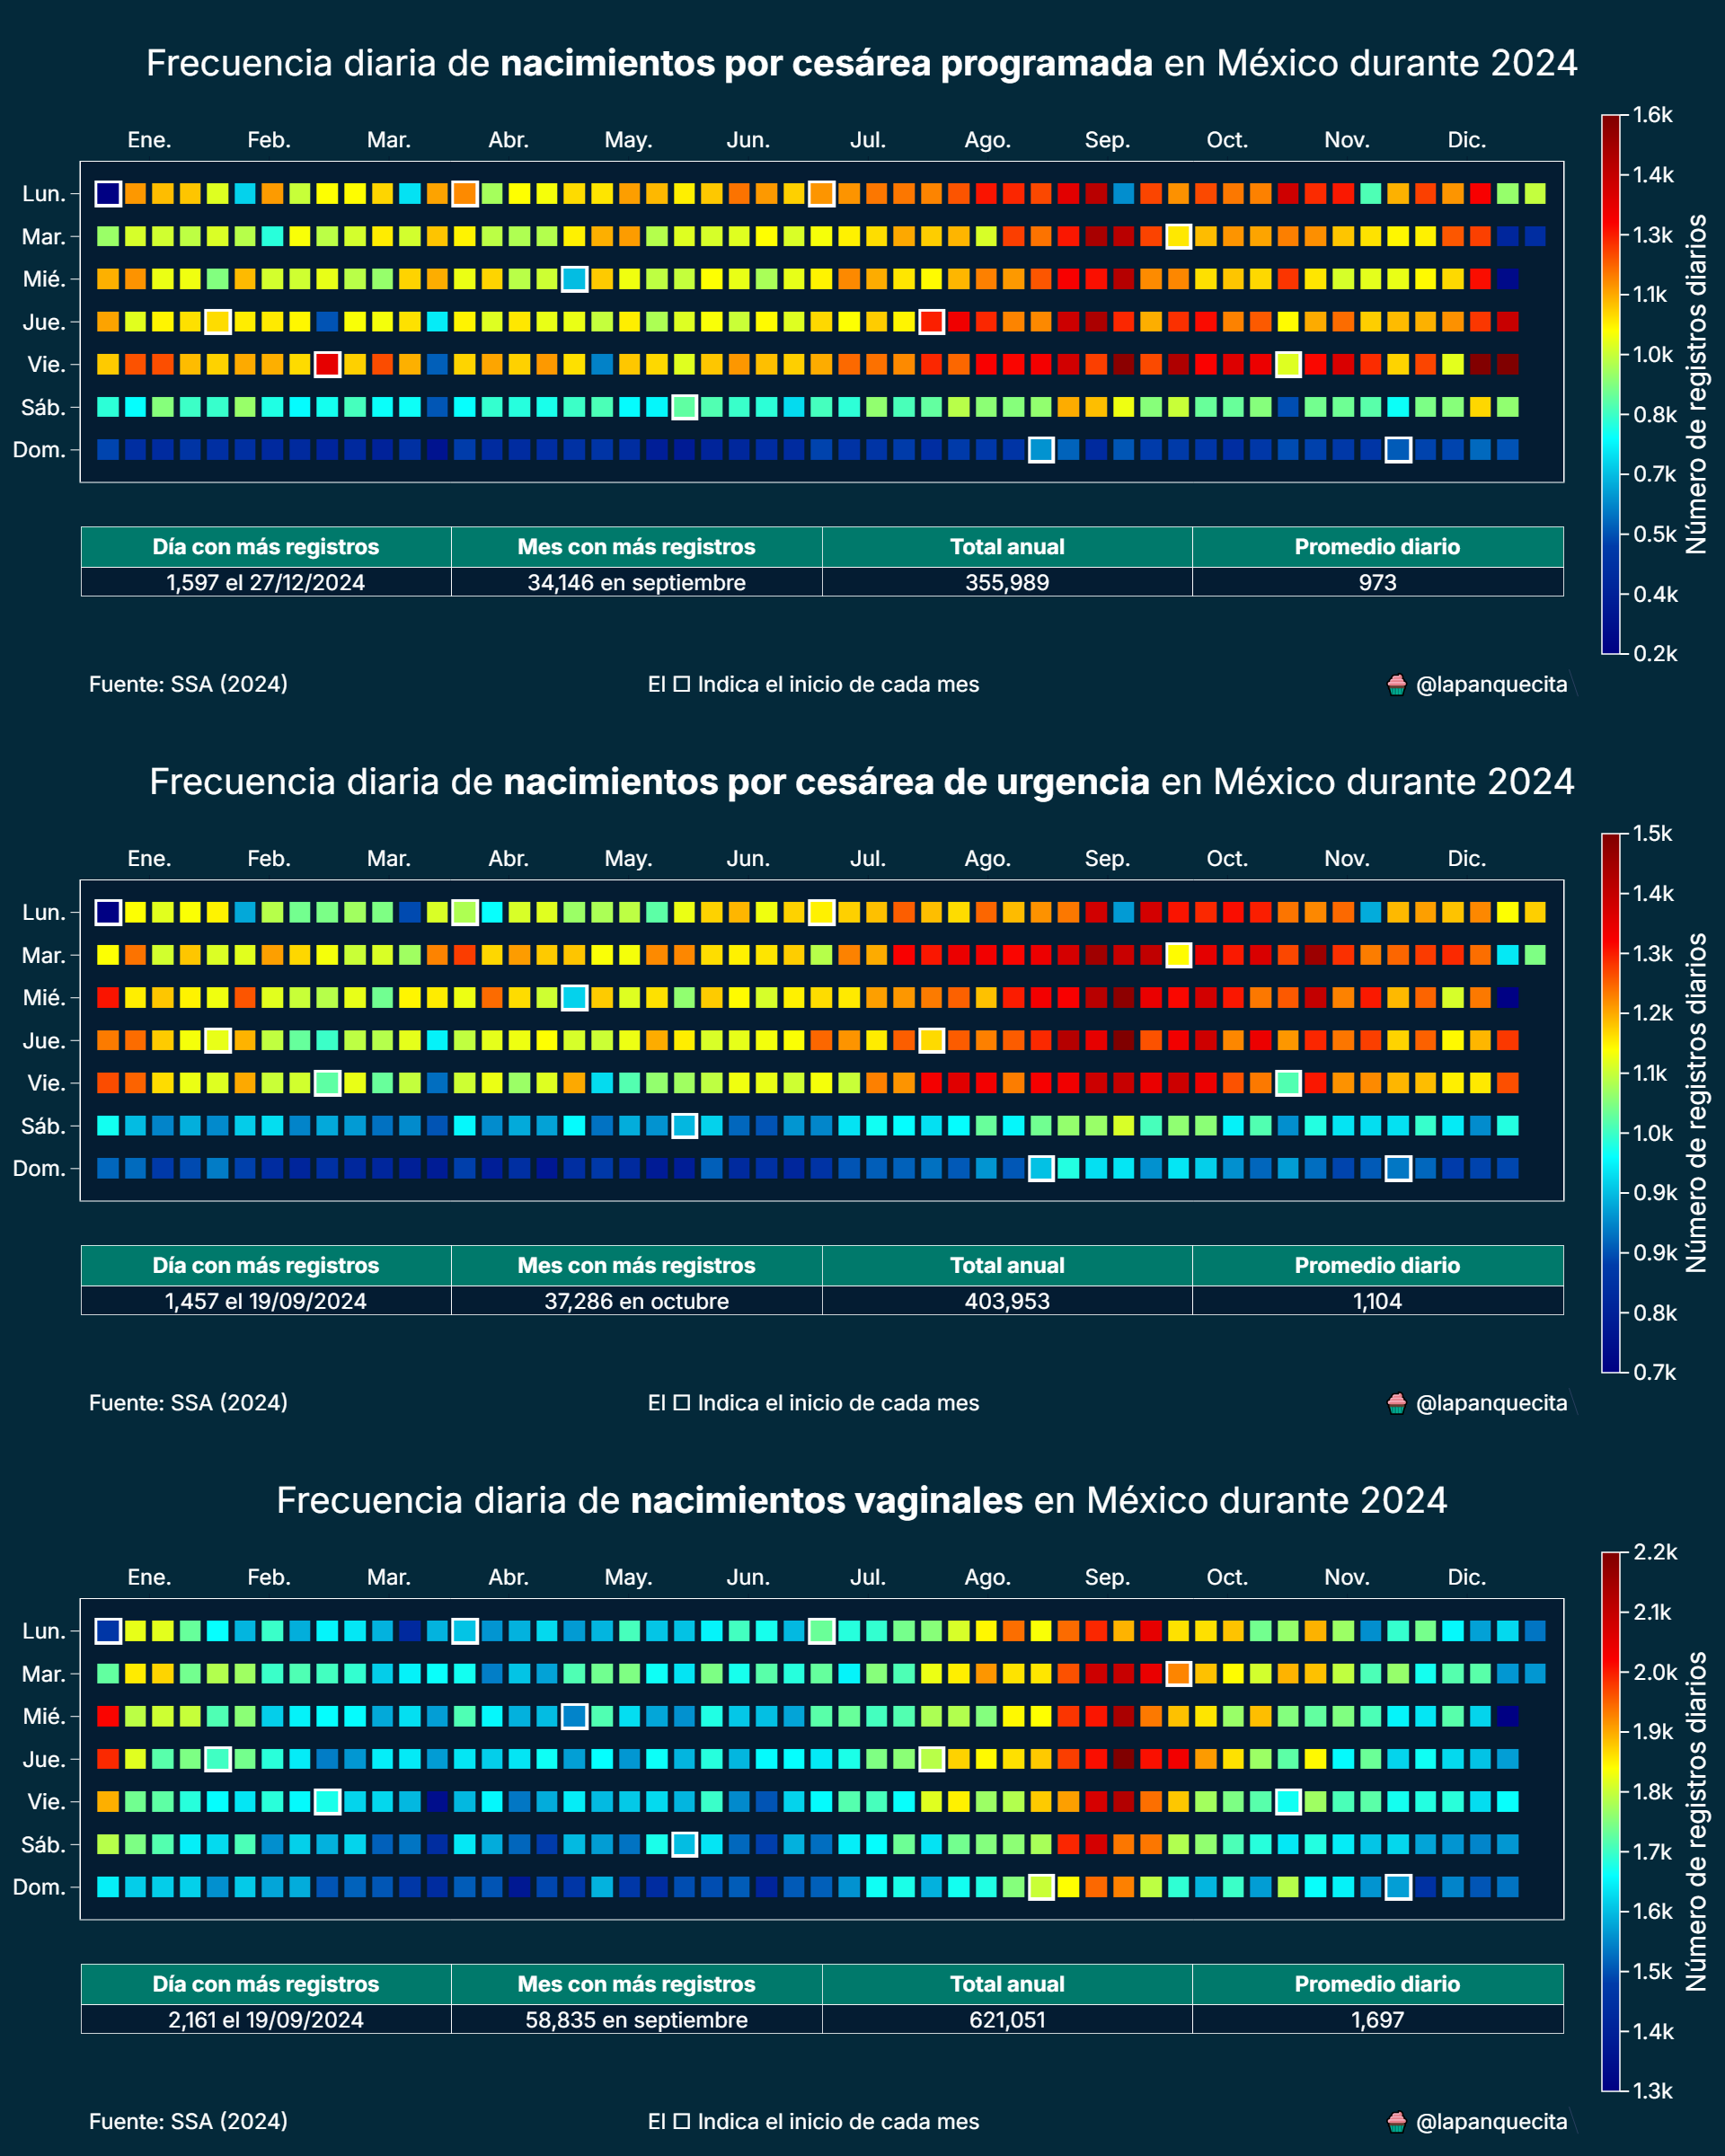 Frecuencia diaria de nacimientos por cesárea programada en México durante 2024
Ene. Feb. Mar. Abr. May. Jun. Jul. Ago. Sep. Oct. Nov. Dic.
Lun.
Mar.
Mié.
Jue.
Vie.
Sáb.
Dom.
1.6k
1.4k
1.3k
1.1k
1.0k
0.8k
0.7k
0.5k
0.4k
0.2k
Número de registros diarios
Día con más registros Mes con más registros Total anual Promedio diario
1,597 el 27/12/2024 34,146 en septiembre 355,989 973
Fuente: SSA (2024) El □ Indica el inicio de cada mes @lapanquecita
Frecuencia diaria de nacimientos por cesárea de urgencia en México durante 2024
Ene. Feb. Mar. Abr. May. Jun. Jul. Ago. Sep. Oct. Nov. Dic.
Lun.
Mar.
Mié.
Jue.
Vie.
Sáb.
Dom.
1.5k
1.4k
1.3k
1.2k
1.1k
1.0k
0.9k
0.9k
0.8k
0.7k
Número de registros diarios
Día con más registros Mes con más registros Total anual Promedio diario
1,457 el 19/09/2024 37,286 en octubre 403,953 1,104
Fuente: SSA (2024) El □ Indica el inicio de cada mes @lapanquecita
Frecuencia diaria de nacimientos vaginales en México durante 2024
Ene. Feb. Mar. Abr. May. Jun. Jul. Ago. Sep. Oct. Nov. Dic.
Lun.
Mar.
Mié.
Jue.
Vie.
Sáb.
Dom.
2.2k
2.1k
2.0k
1.9k
1.8k
1.7k
1.6k
1.5k
1.4k
1.3k
Número de registros diarios
Día con más registros Mes con más registros Total anual Promedio diario
2,161 el 19/09/2024 58,835 en septiembre 621,051 1,697
Fuente: SSA (2024) El □ Indica el inicio de cada mes @lapanquecita